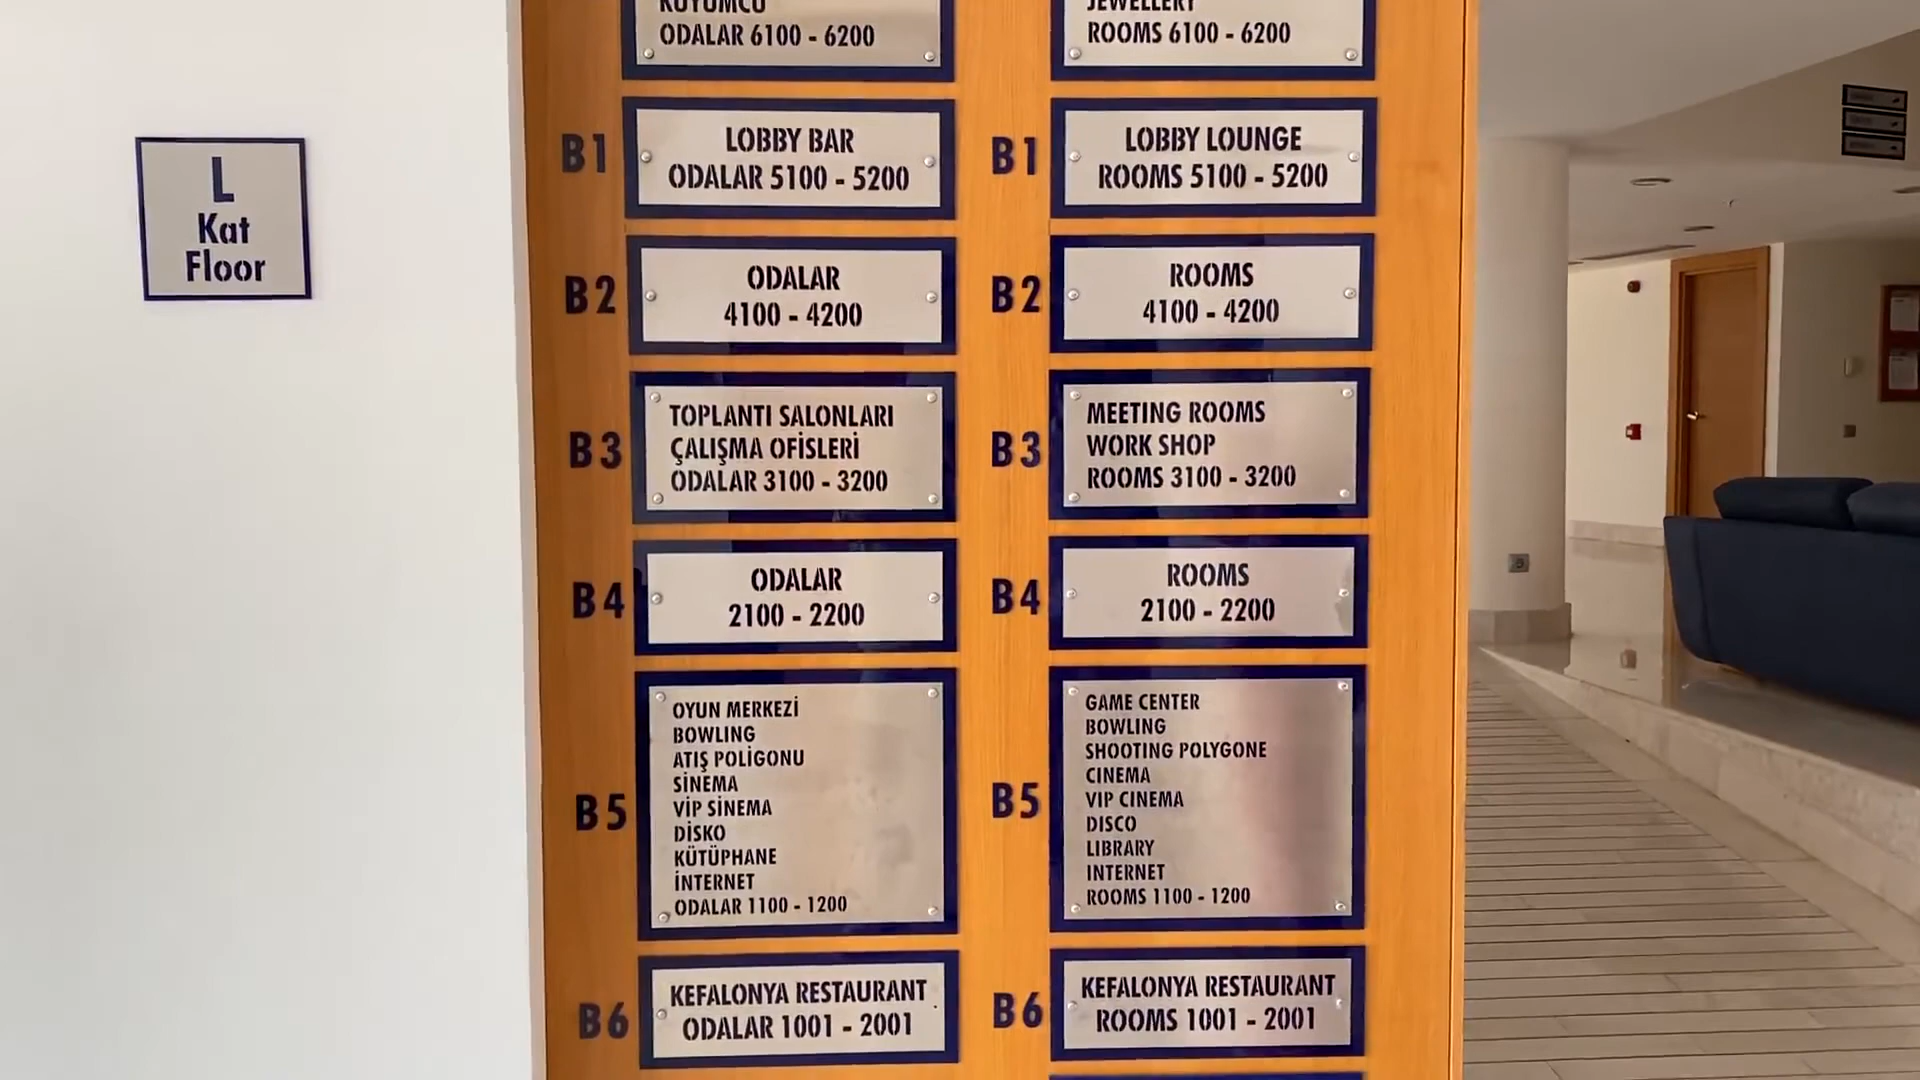 L
Kat
Floor
KUYUMCU
ODALAR 6100 - 6200
B1
LOBBY BAR
ODALAR 5100 - 5200
B2
ODALAR
4100 - 4200
B3
TOPLANTI SALONLARI
ÇALIŞMA OFİSLERİ
ODALAR 3100 - 3200
B4
ODALAR
2100 - 2200
B5
OYUN MERKEZİ
BOWLING
ATIŞ POLİGONU
SİNEMA
VİP SİNEMA
DİSKO
KÜTÜPHANE
İNTERNET
ODALAR 1100 - 1200
B6
KEFALONYA RESTAURANT
ODALAR 1001 - 2001
JEWELLERY
ROOMS 6100 - 6200
B1
LOBBY LOUNGE
ROOMS 5100 - 5200
B2
ROOMS
4100 - 4200
B3
MEETING ROOMS
WORK SHOP
ROOMS 3100 - 3200
B4
ROOMS
2100 - 2200
B5
GAME CENTER
BOWLING
SHOOTING POLYGONE
CINEMA
VIP CINEMA
DISCO
LIBRARY
INTERNET
ROOMS 1100 - 1200
B6
KEFALONYA RESTAURANT
ROOMS 1001 - 2001